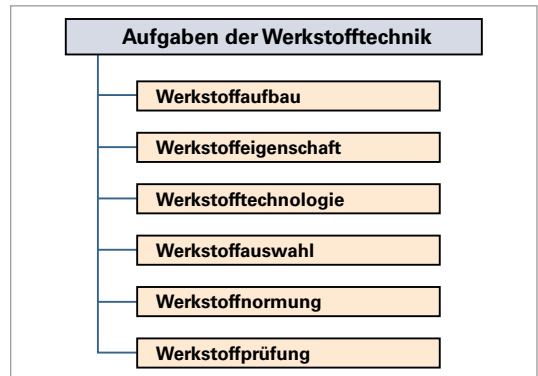 Aufgaben der Werkstofftechnik
Werkstoffaufbau
Werkstoffeigenschaft
Werkstofftechnologie
Werkstoffauswahl
Werkstoffnormung
Werkstoffprüfung